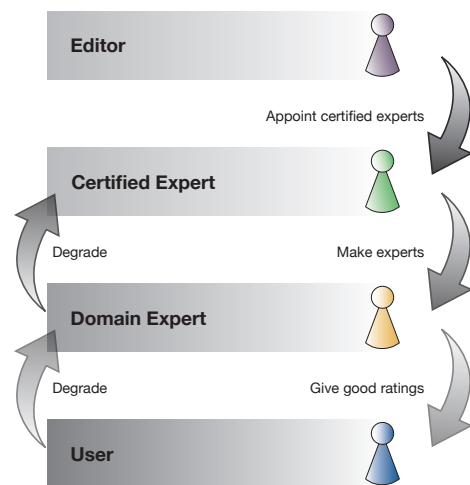 Editor
Appoint certified experts
Certified Expert
Degrade
Make experts
Domain Expert
Degrade
Give good ratings
User